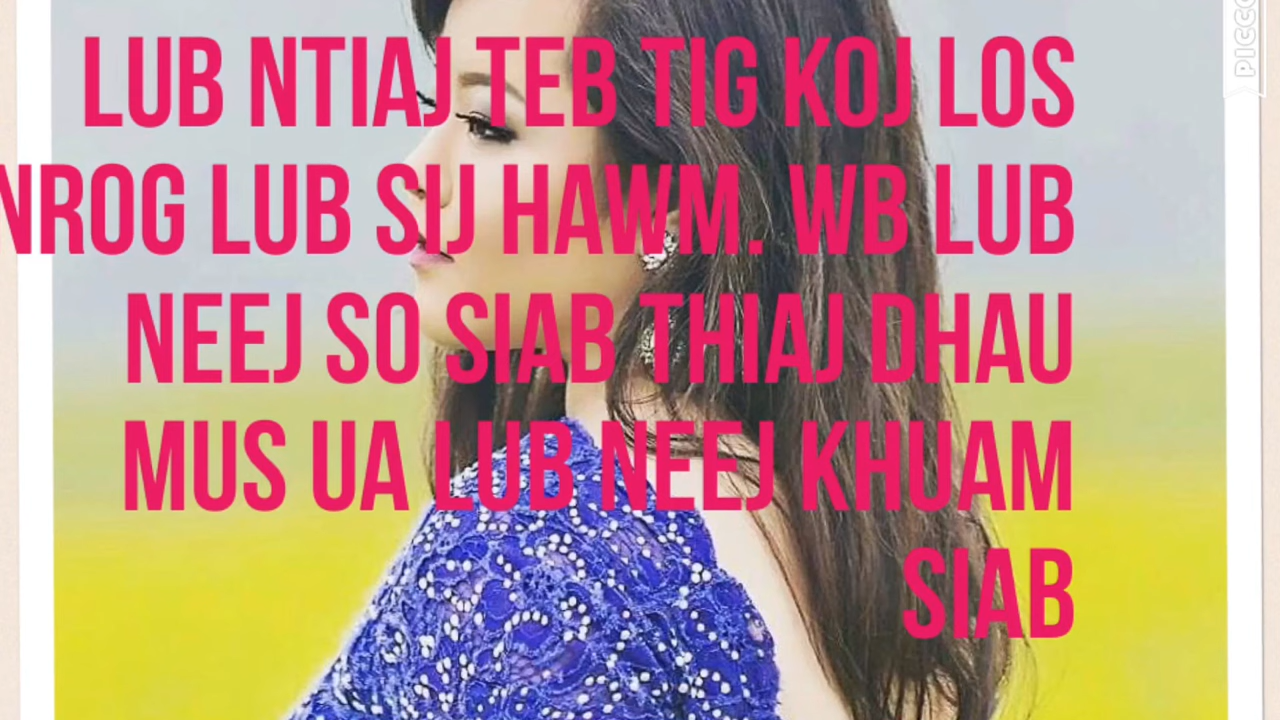 LUB NTIAJ TEB TIG KOJ LOS
NROG LUB SIJ HAWM. WB LUB
NEEJ SO SIAB THIAJ DHAU
MUS UA LUB NEEJ KHUAM
SIAB